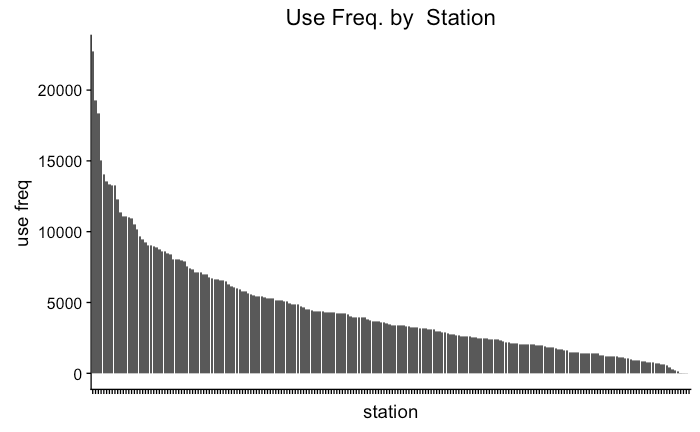 Use Freq. by  Station
20000
15000
10000
5000
0
use freq
station